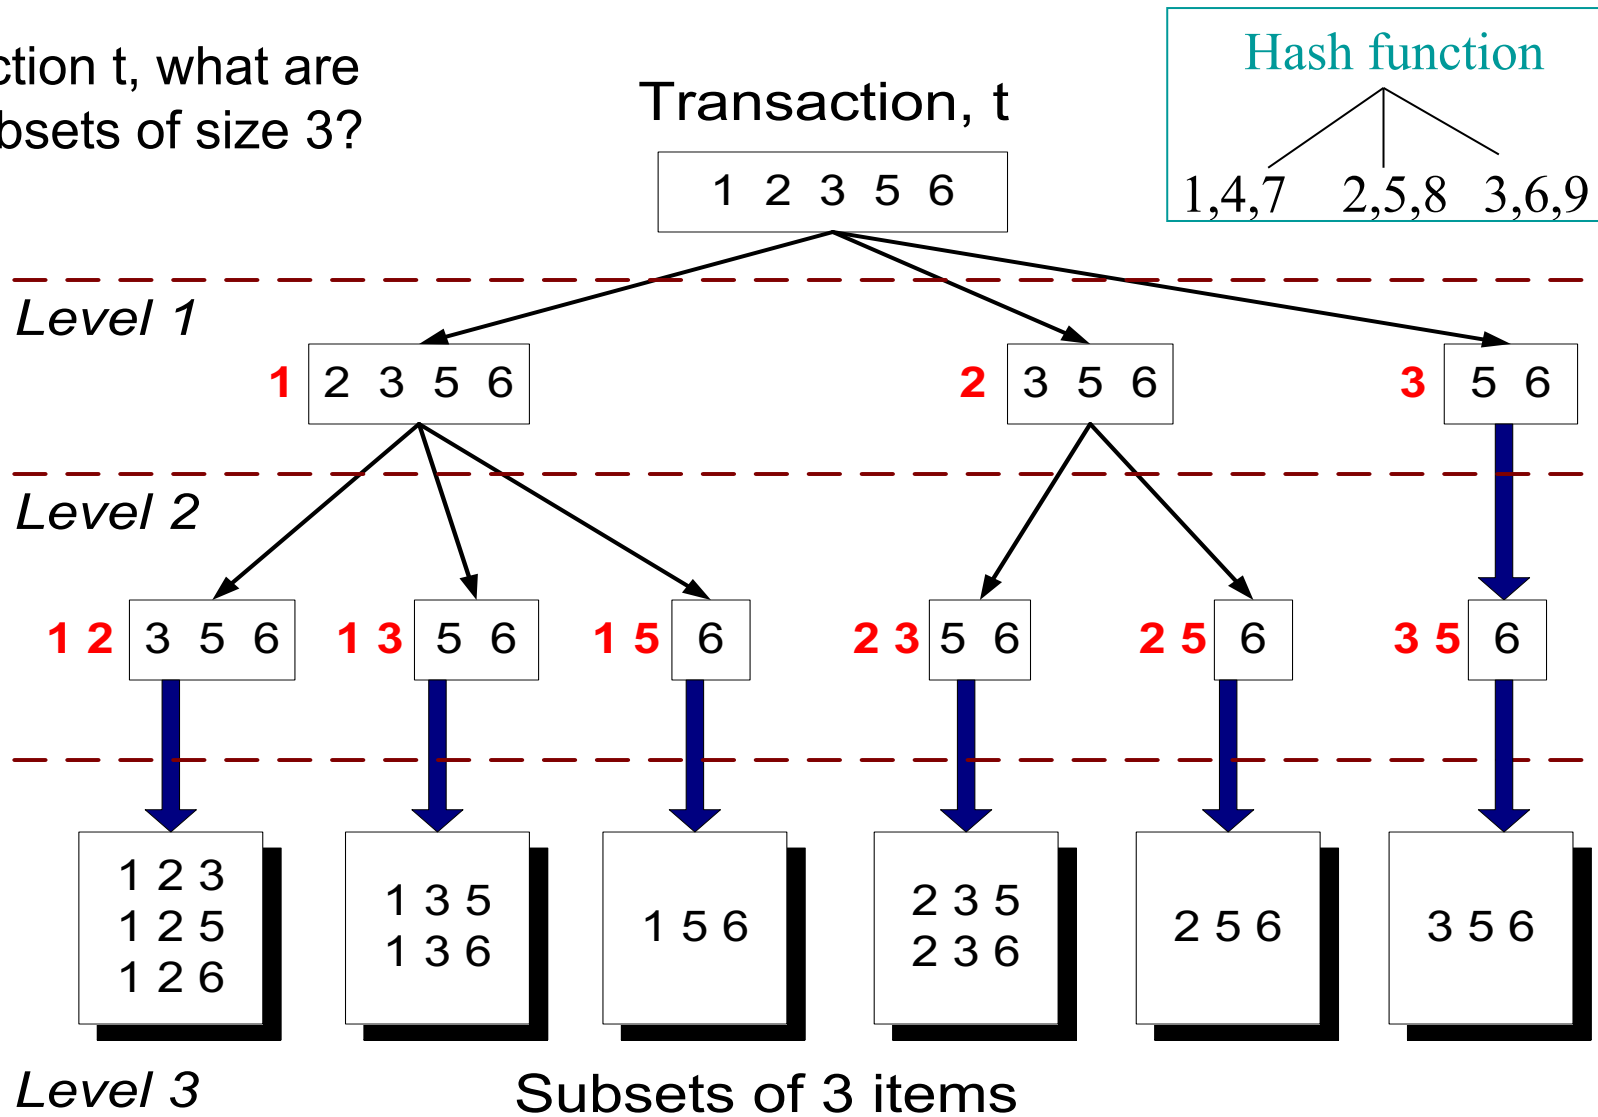 ction t, what are
bsets of size 3?
Transaction, t
1 2 3 5 6
Hash function
1,4,7 2,5,8 3,6,9
Level 1
1 2 3 5 6
2 3 5 6
3 5 6
Level 2
1 2 3 5 6
1 3 5 6
1 5 6
2 3 5 6
2 5 6
3 5 6
1 2 3
1 2 5
1 2 6
1 3 5
1 3 6
1 5 6
2 3 5
2 3 6
2 5 6
3 5 6
Level 3
Subsets of 3 items